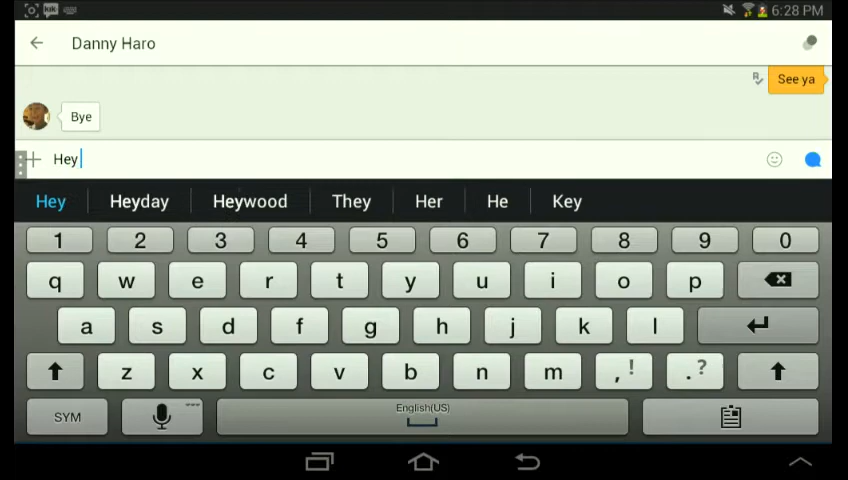 kik 6:28 PM
Danny Haro
R See ya
Bye
Hey
Hey Heyday Heywood They Her He Key
1 2 3 4 5 6 7 8 9 0
q w e r t y u i o p
a s d f g h j k l
z x c v b n m , ! . ?
SYM English(US)